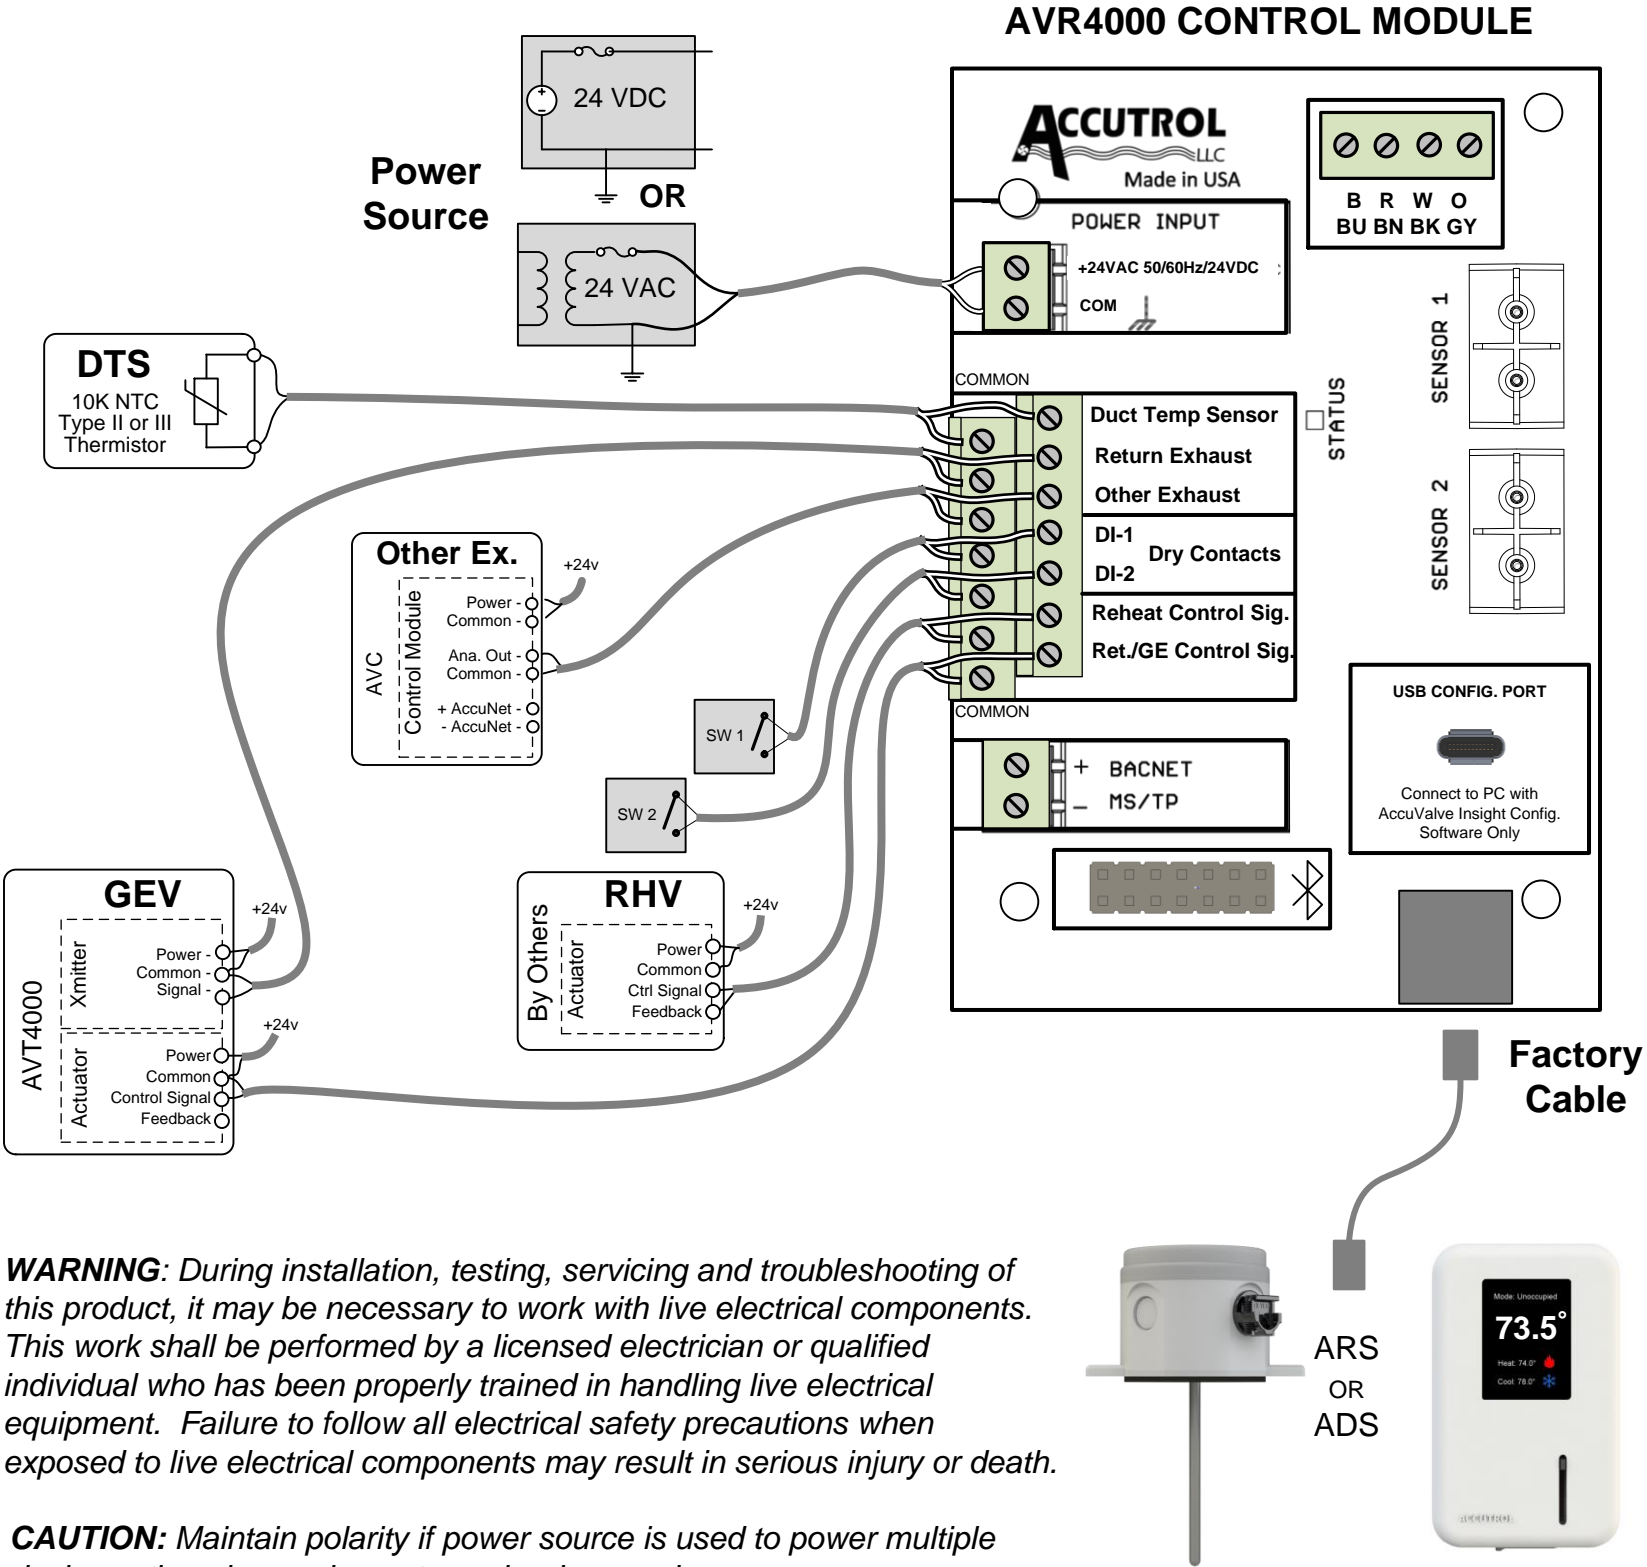 AVR4000 CONTROL MODULE
24 VDC
Power
Source
OR
24 VAC
ACCUTROL
LLC
Made in USA
B R W O
BU BN BK GY
POWER INPUT
+24VAC 50/60Hz/24VDC
COM
SENSOR 1
SENSOR 2
STATUS
DTS
10K NTC
Type II or III
Thermistor
COMMON
Duct Temp Sensor
Return Exhaust
Other Exhaust
DI-1
Dry Contacts
DI-2
Reheat Control Sig.
Ret./GE Control Sig.
COMMON
Other Ex.
+24v
AVC
Control Module
Power -
Common -
Ana. Out -
Common -
+ AccuNet -
- AccuNet -
SW 1
SW 2
+ BACNET
- MS/TP
USB CONFIG. PORT
Connect to PC with
AccuValve Insight Config.
Software Only
GEV
+24v
AVT4000
Xmitter
Power -
Common -
Signal -
+24v
Actuator
Power
Common
Control Signal
Feedback
RHV
+24v
By Others
Actuator
Power
Common
Ctrl Signal
Feedback
Factory
Cable
WARNING: During installation, testing, servicing and troubleshooting of
this product, it may be necessary to work with live electrical components.
This work shall be performed by a licensed electrician or qualified
individual who has been properly trained in handling live electrical
equipment. Failure to follow all electrical safety precautions when
exposed to live electrical components may result in serious injury or death.
CAUTION: Maintain polarity if power source is used to power multiple
ARS
OR
ADS
Mode: Unoccupied
73.5°
Heat: 74.0°
Cool: 78.0°
ACCUTROL